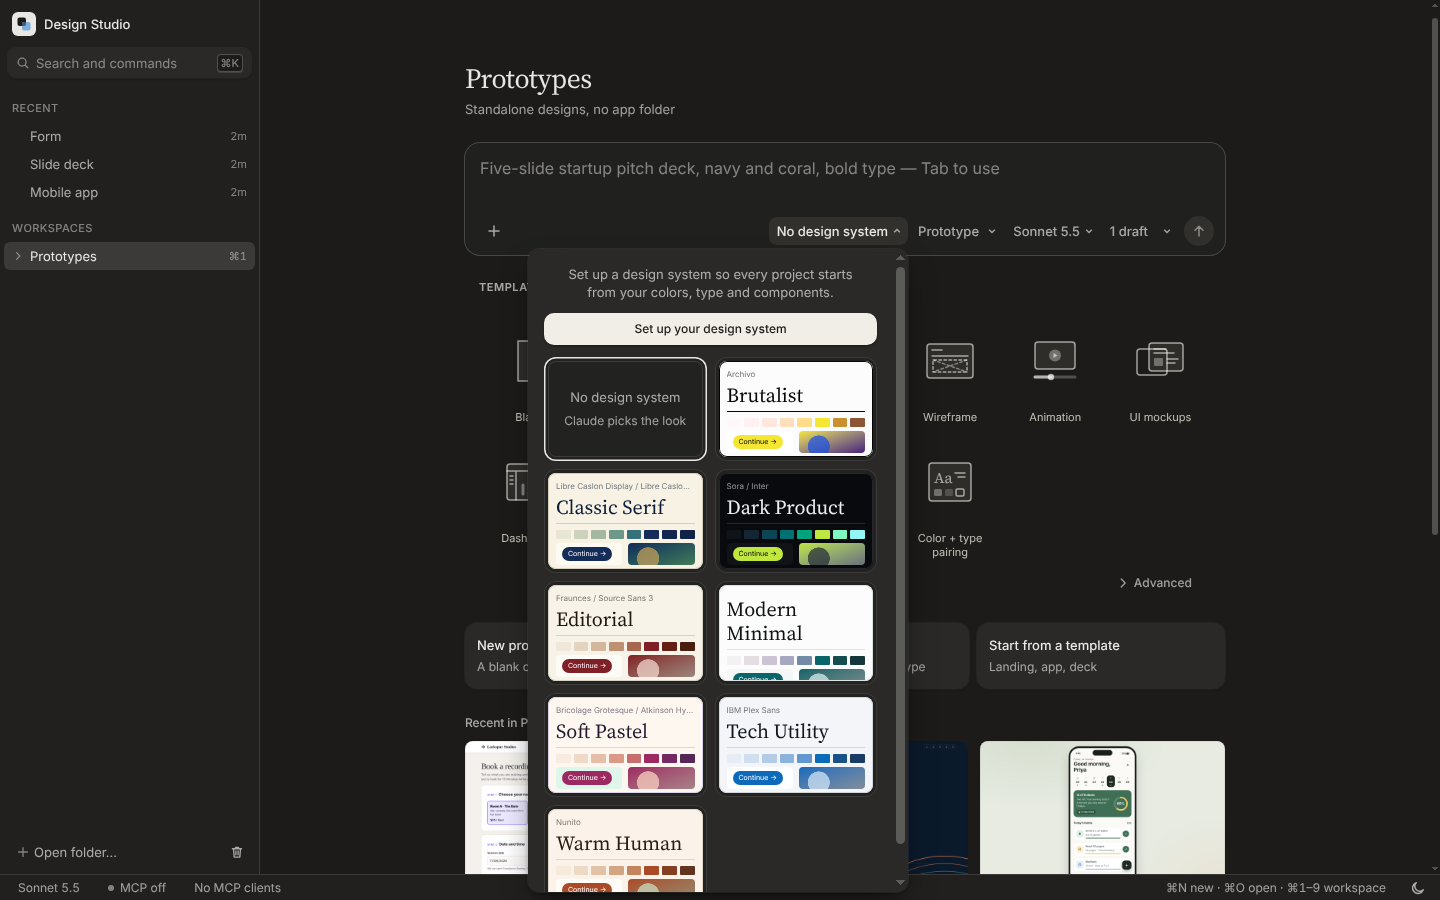 Design Studio
Search and commands
⌘K
RECENT
Form
2m
Slide deck
2m
Mobile app
2m
WORKSPACES
Prototypes
⌘1
Open folder...
Prototypes
Standalone designs, no app folder
Five-slide startup pitch deck, navy and coral, bold type — Tab to use
No design system
Prototype
Sonnet 5.5
1 draft
Set up a design system so every project starts
from your colors, type and components.
Set up your design system
No design system
Claude picks the look
Archivo
Brutalist
Continue →
Libre Caslon Display / Libre Caslo...
Classic Serif
Continue →
Sora / Inter
Dark Product
Continue →
Fraunces / Source Sans 3
Editorial
Continue →
Modern
Minimal
Continue →
Bricolage Grotesque / Atkinson Hy...
Soft Pastel
Continue →
IBM Plex Sans
Tech Utility
Continue →
Nunito
Warm Human
Continue →
Wireframe
Animation
UI mockups
Aa
Color + type
pairing
Advanced
Start from a template
Landing, app, deck
Good morning,
Priya
Sonnet 5.5
MCP off
No MCP clients
⌘N new · ⌘O open · ⌘1–9 workspace